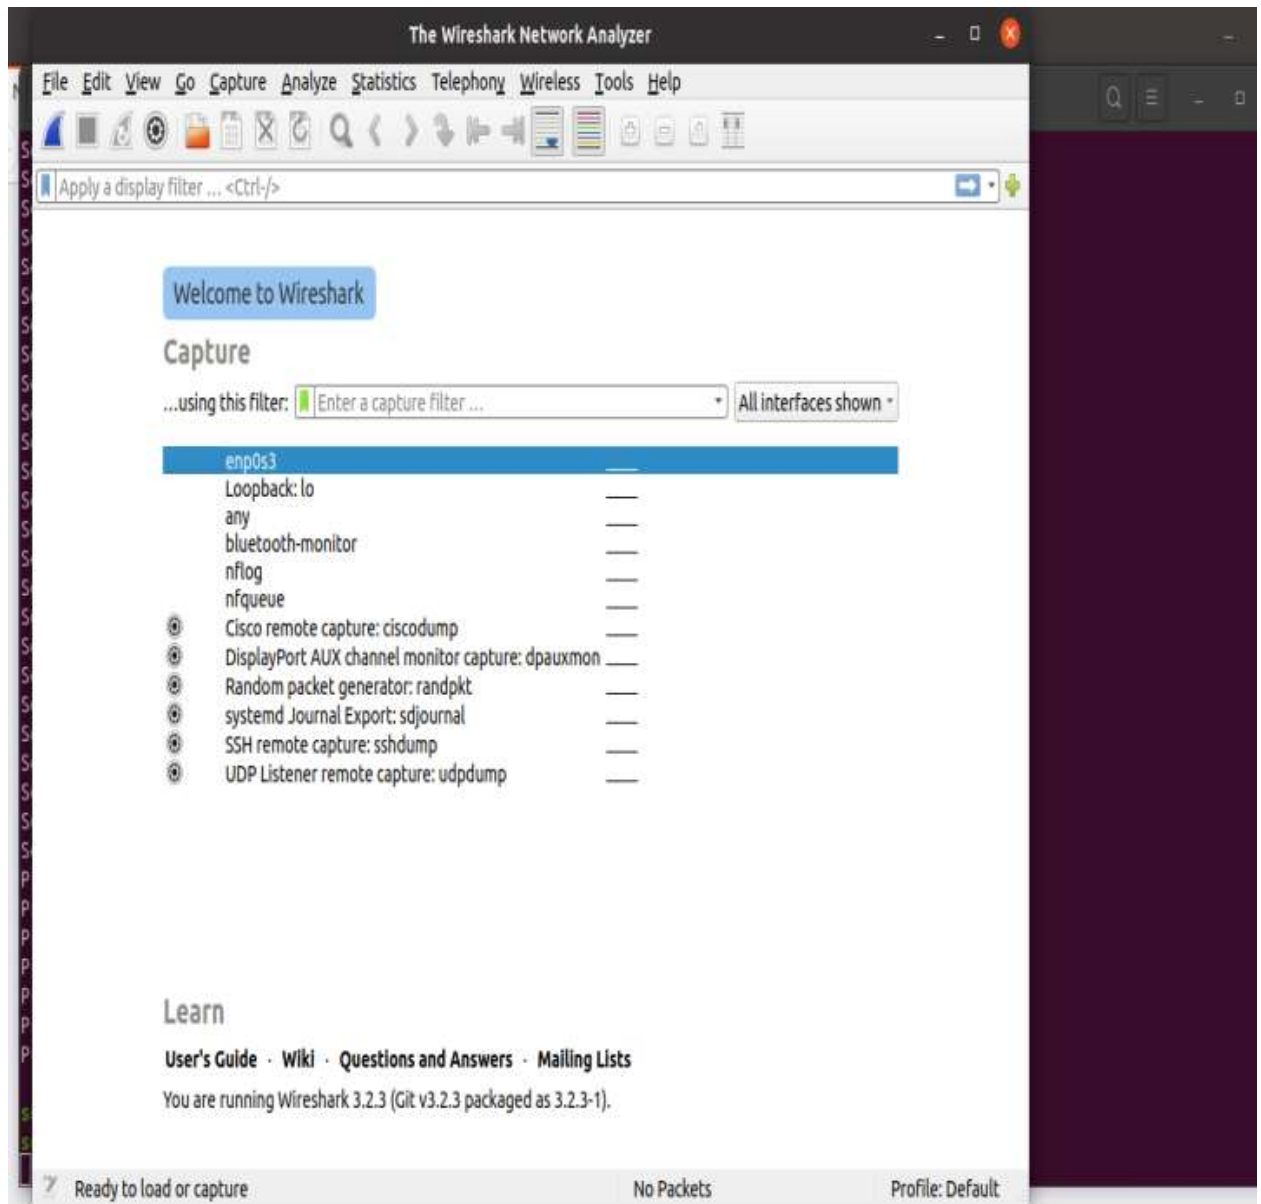 The Wireshark Network Analyzer
File Edit View Go Capture Analyze Statistics Telephony Wireless Tools Help
Apply a display filter ... <Ctrl-/>
Welcome to Wireshark
Capture
...using this filter: Enter a capture filter ... All interfaces shown
enp0s3
Loopback: lo
any
bluetooth-monitor
nflog
nfqueue
Cisco remote capture: ciscodump
DisplayPort AUX channel monitor capture: dpauxmon
Random packet generator: randpkt
systemd Journal Export: sdjournal
SSH remote capture: sshdump
UDP Listener remote capture: udpdump
Learn
User's Guide · Wiki · Questions and Answers · Mailing Lists
You are running Wireshark 3.2.3 (Git v3.2.3 packaged as 3.2.3-1).
Ready to load or capture No Packets Profile: Default